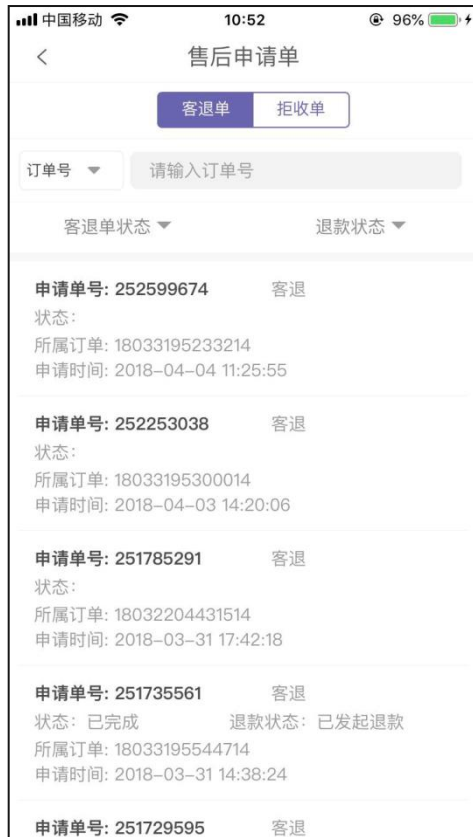 中国移动 10:52 96%
售后申请单
客退单 拒收单
订单号 请输入订单号
客退单状态 退款状态
申请单号: 252599674 客退
状态:
所属订单: 18033195233214
申请时间: 2018-04-04 11:25:55
申请单号: 252253038 客退
状态:
所属订单: 18033195300014
申请时间: 2018-04-03 14:20:06
申请单号: 251785291 客退
状态:
所属订单: 18032204431514
申请时间: 2018-03-31 17:42:18
申请单号: 251735561 客退
状态: 已完成 退款状态: 已发起退款
所属订单: 18033195544714
申请时间: 2018-03-31 14:38:24
申请单号: 251729595 客退